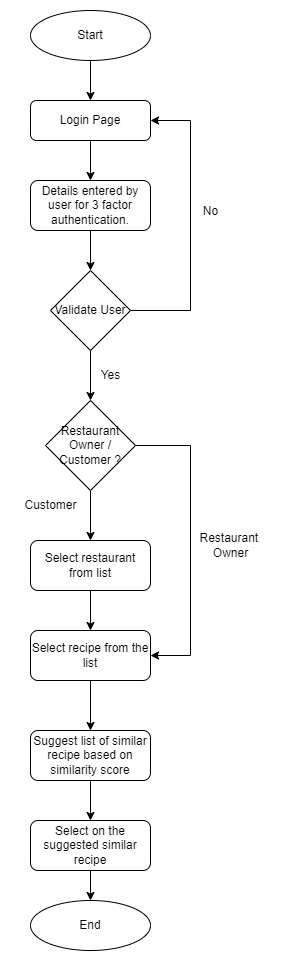 Start
Login Page
Details entered by
user for 3 factor
authentication.
No
Validate User
Yes
Restaurant
Owner /
Customer ?
Customer
Restaurant
Owner
Select restaurant
from list
Select recipe from the
list
Suggest list of similar
recipe based on
similarity score
Select on the
suggested similar
recipe
End